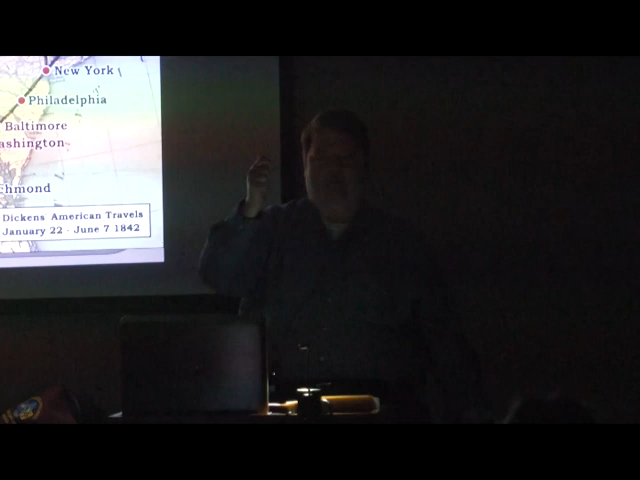 New York
Philadelphia
Baltimore
ashington
chmond
Dickens American Travels
January 22 - June 7 1842